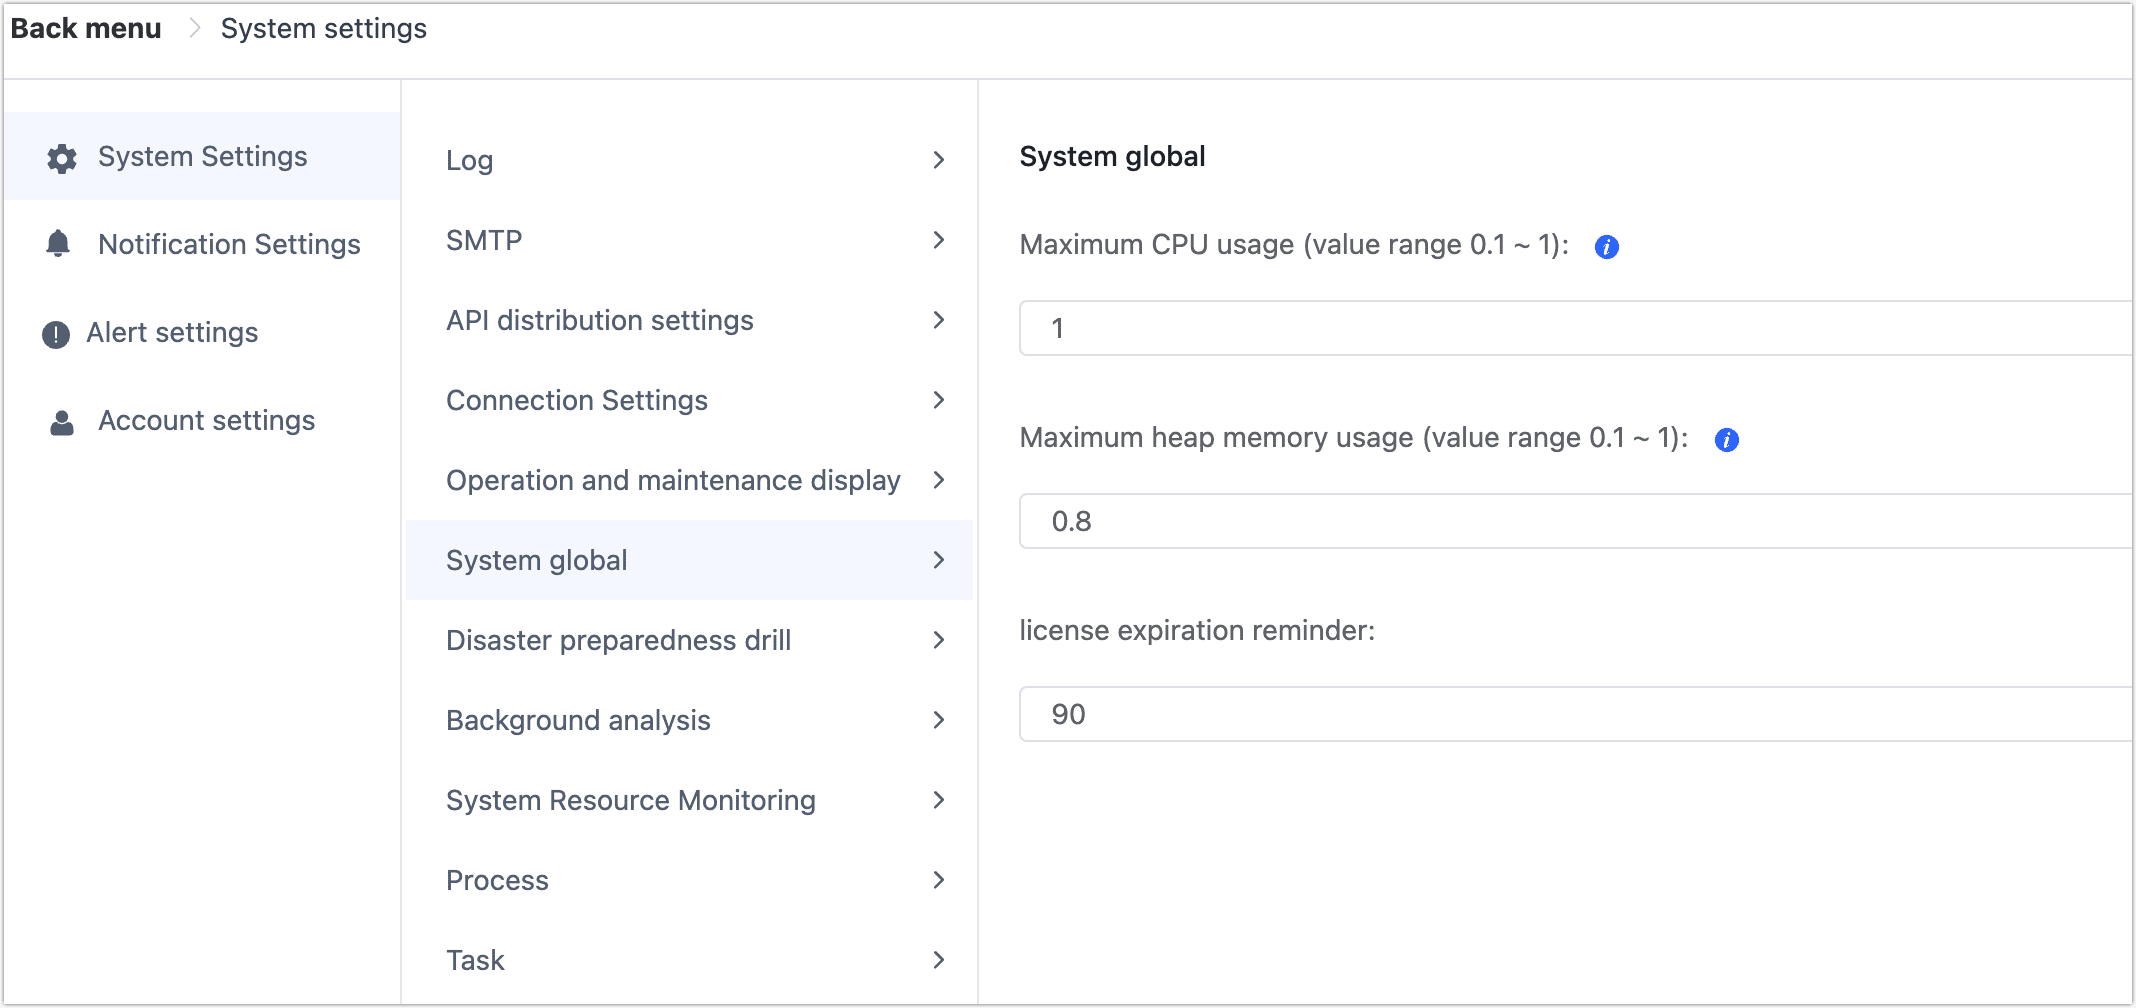 Back menu > System settings
System Settings
Notification Settings
Alert settings
Account settings
Log
SMTP
API distribution settings
Connection Settings
Operation and maintenance display
System global
Disaster preparedness drill
Background analysis
System Resource Monitoring
Process
Task
System global
Maximum CPU usage (value range 0.1 ~ 1):
1
Maximum heap memory usage (value range 0.1 ~ 1):
0.8
license expiration reminder:
90